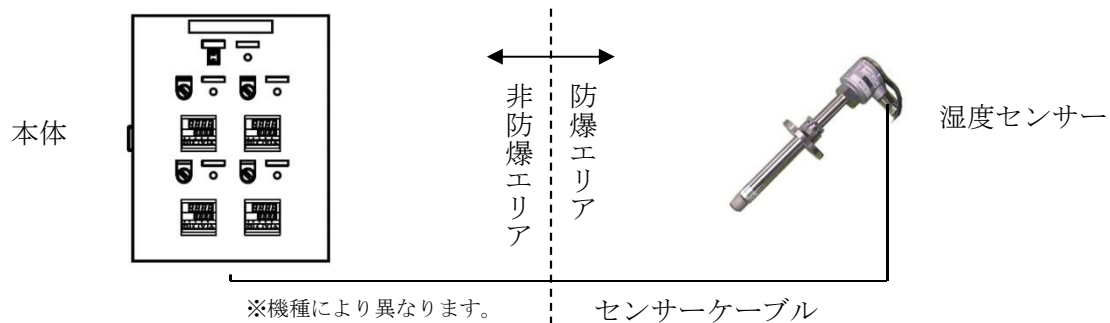 本体
非防爆エリア
防爆エリア
湿度センサー
※機種により異なります。
センサーケーブル